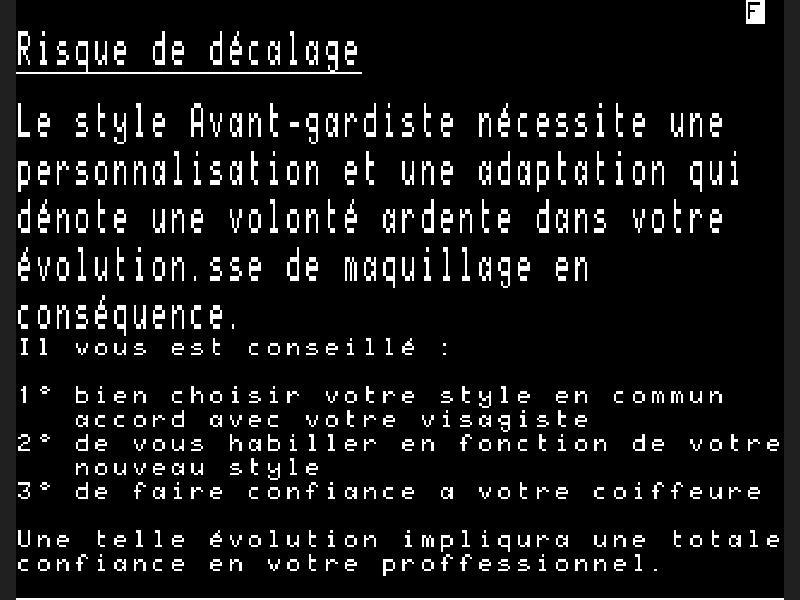 F
Risque de décalage
Le style Avant-gardiste nécessite une
personnalisation et une adaptation qui
dénote une volonté ardente dans votre
évolution.sse de maquillage en
conséquence.
Il vous est conseillé :
1° bien choisir votre style en commun
accord avec votre visagiste
2° de vous habiller en fonction de votre
nouveau style
3° de faire confiance a votre coiffeure
Une telle évolution impliqura une totale
confiance en votre proffessionnel.